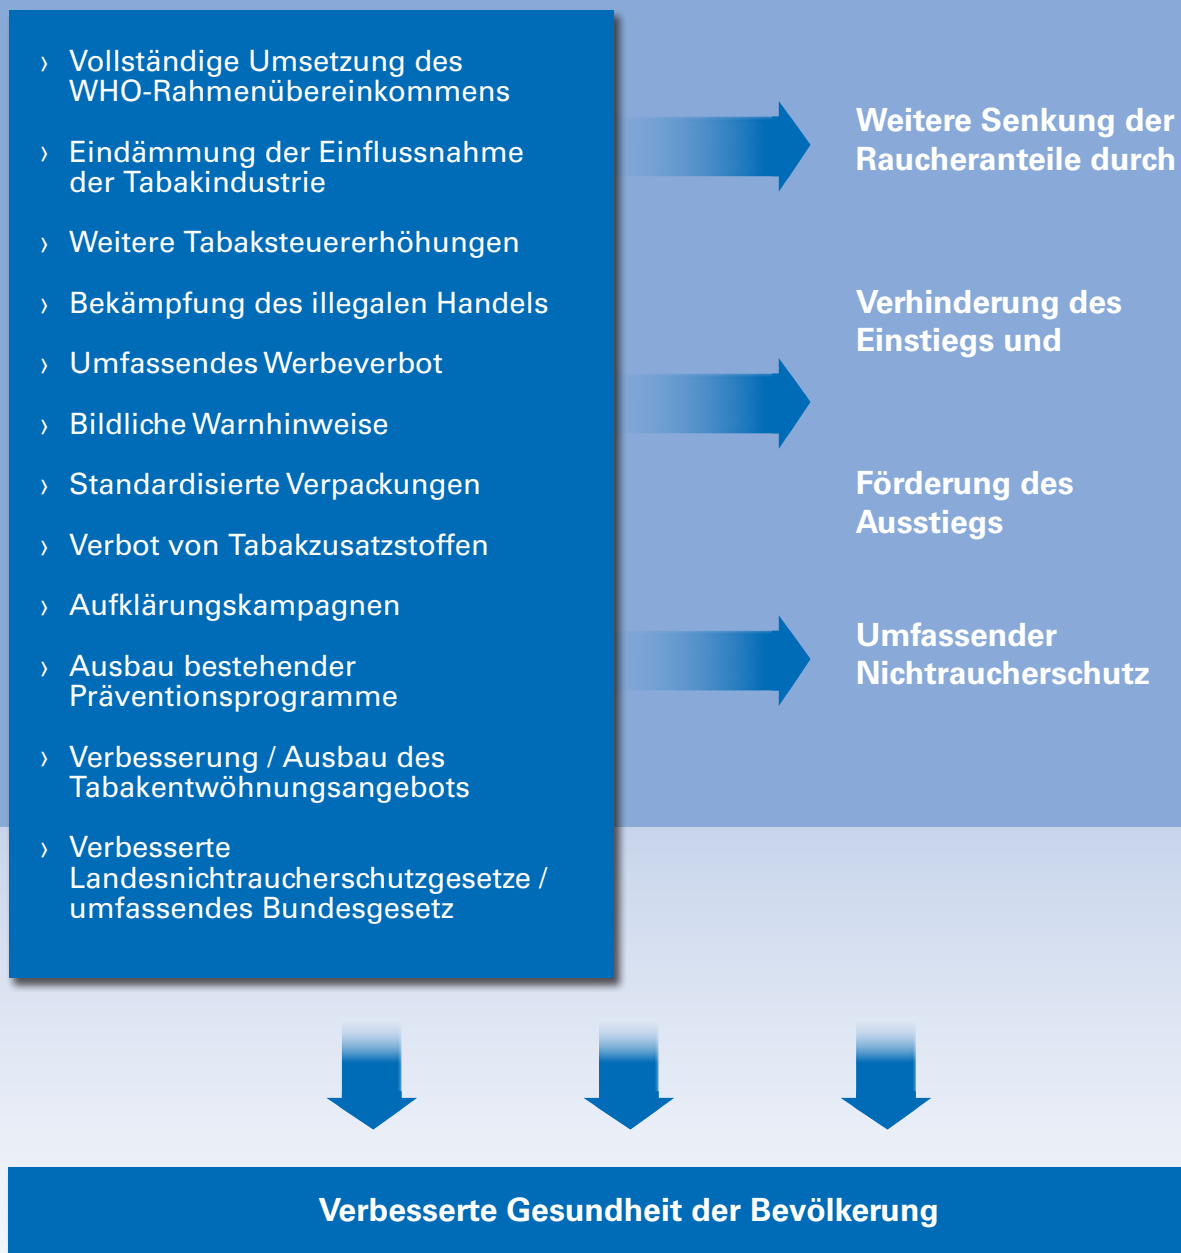 › Vollständige Umsetzung des
WHO-Rahmenübereinkommens
› Eindämmung der Einflussnahme
der Tabakindustrie
› Weitere Tabaksteuererhöhungen
› Bekämpfung des illegalen Handels
› Umfassendes Werbeverbot
› Bildliche Warnhinweise
› Standardisierte Verpackungen
› Verbot von Tabakzusatzstoffen
› Aufklärungskampagnen
› Ausbau bestehender
Präventionsprogramme
› Verbesserung / Ausbau des
Tabakentwöhnungsangebots
› Verbesserte
Landesnichtraucherschutzgesetze /
umfassendes Bundesgesetz
Weitere Senkung der
Raucheranteile durch
Verhinderung des
Einstiegs und
Förderung des
Ausstiegs
Umfassender
Nichtraucherschutz
Verbesserte Gesundheit der Bevölkerung